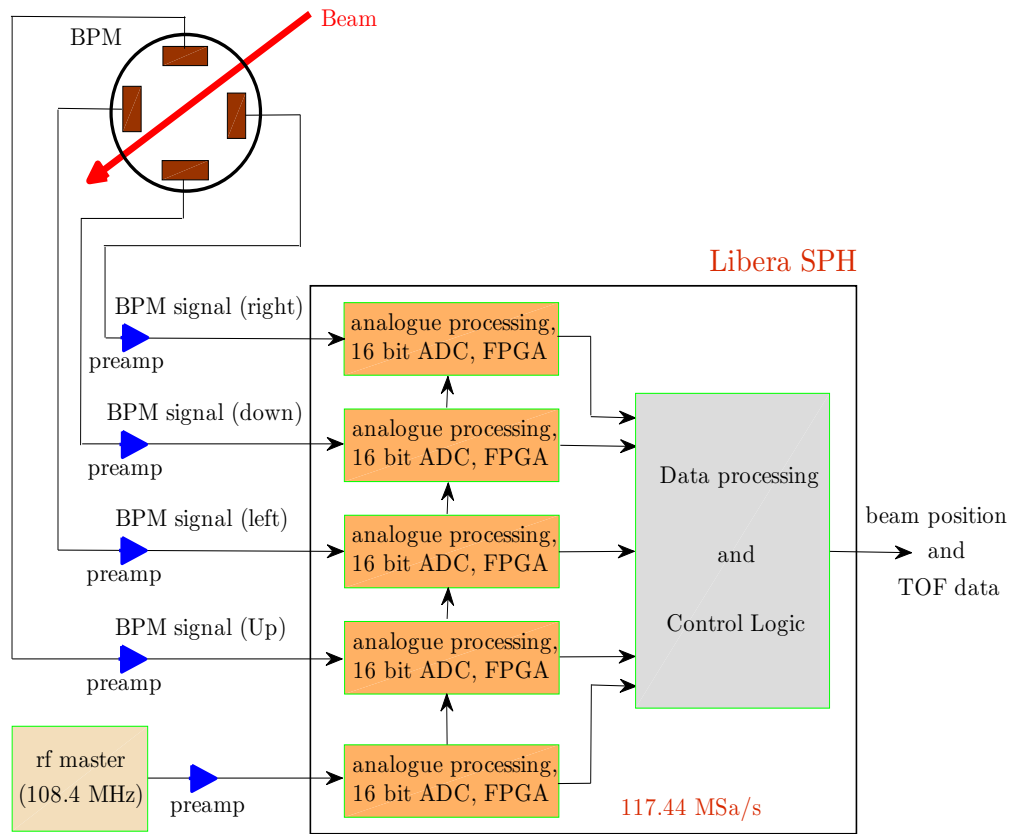 Beam
BPM
Libera SPH
BPM signal (right)
preamp
analogue processing,
16 bit ADC, FPGA
BPM signal (down)
preamp
analogue processing,
16 bit ADC, FPGA
BPM signal (left)
preamp
analogue processing,
16 bit ADC, FPGA
BPM signal (Up)
preamp
analogue processing,
16 bit ADC, FPGA
rf master
(108.4 MHz)
preamp
analogue processing,
16 bit ADC, FPGA
Data processing
and
Control Logic
beam position
and
TOF data
117.44 MSa/s